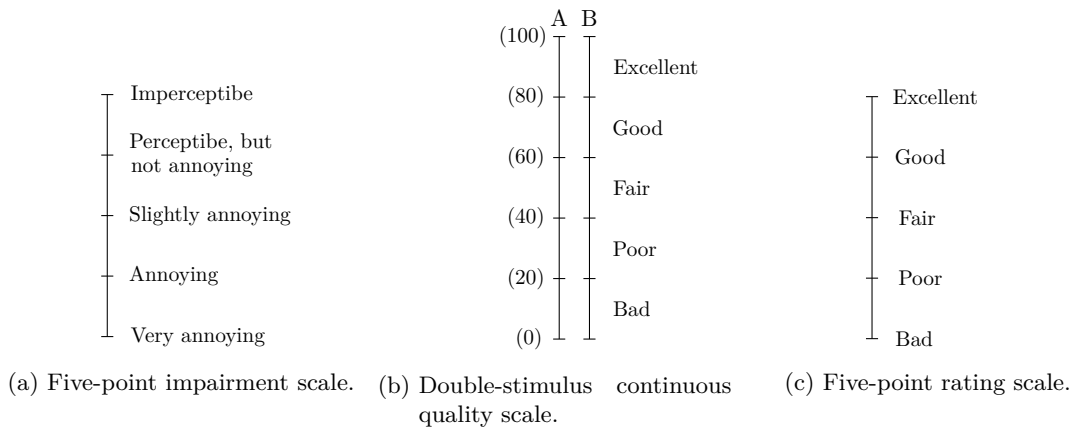 Imperceptibe
Perceptibe, but
not annoying
Slightly annoying
Annoying
Very annoying
(a) Five-point impairment scale.
A B
(100)
Excellent
(80)
Good
(60)
Fair
(40)
Poor
(20)
Bad
(0)
(b) Double-stimulus continuous
quality scale.
Excellent
Good
Fair
Poor
Bad
(c) Five-point rating scale.